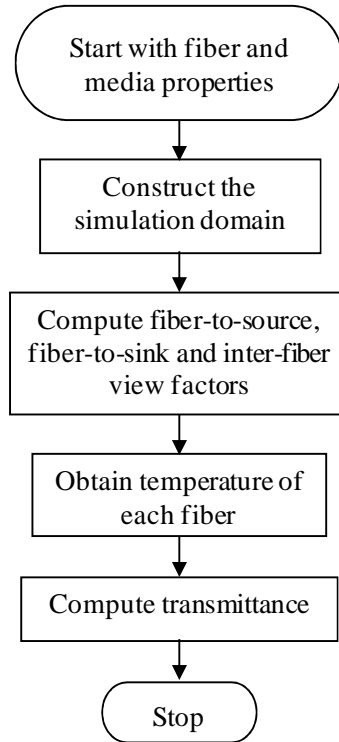 Start with fiber and
media properties
Construct the
simulation domain
Compute fiber-to-source,
fiber-to-sink and inter-fiber
view factors
Obtain temperature of
each fiber
Compute transmittance
Stop